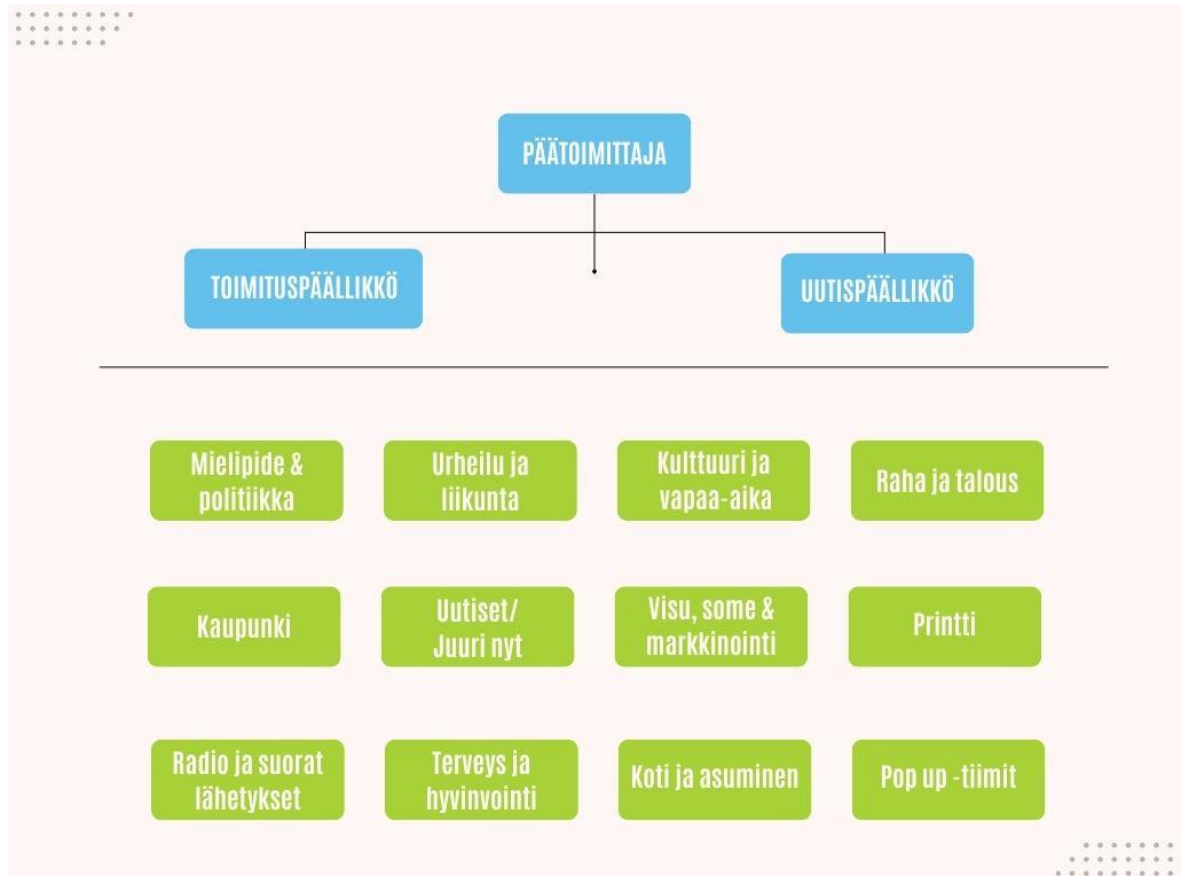 PÄÄTOIMITTAJA
TOIMITUSPÄÄLLIKKÖ
UUTISPÄÄLLIKKÖ
Mielipide &
politiikka
Urheilu ja
liikunta
Kulttuuri ja
vapaa-aika
Raha ja talous
Kaupunki
Uutiset/
Juuri nyt
Visu, some &
markkinointi
Printti
Radio ja suorat
lähetykset
Terveys ja
hyvinvointi
Koti ja asuminen
Pop up -tiimit